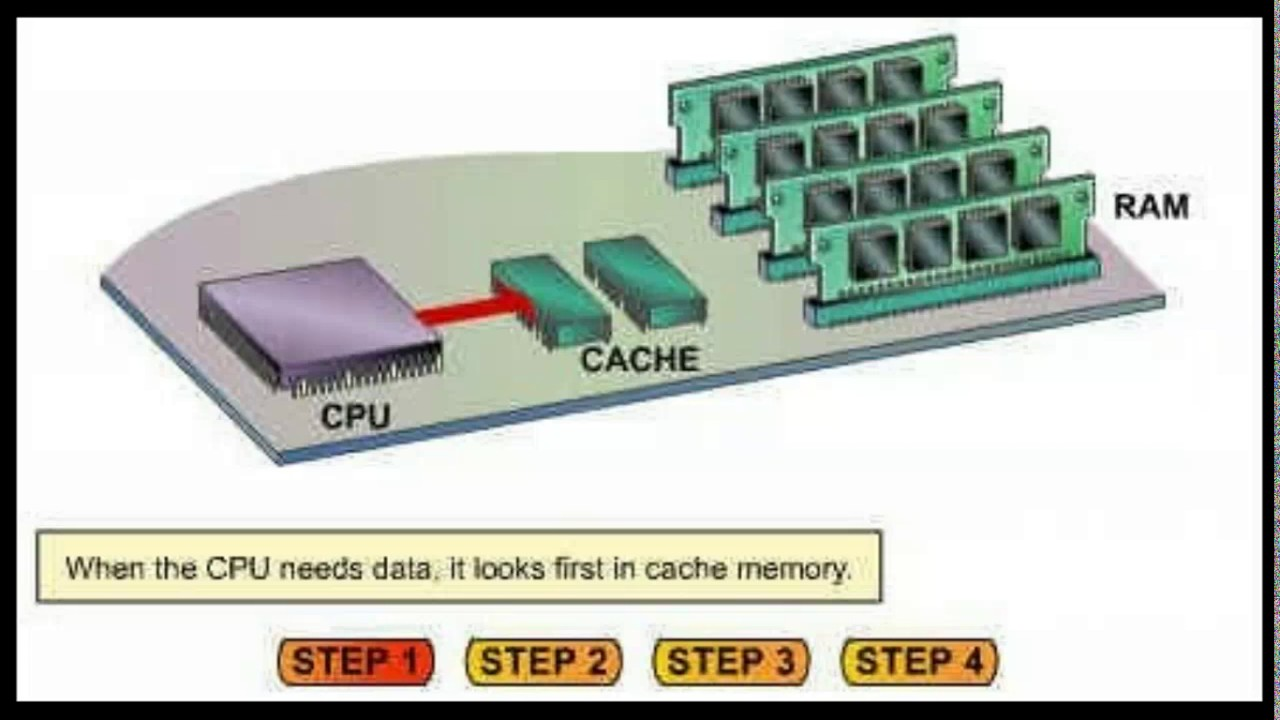 RAM
CACHE
CPU
When the CPU needs data, it looks first in cache memory.
STEP 1 STEP 2 STEP 3 STEP 4